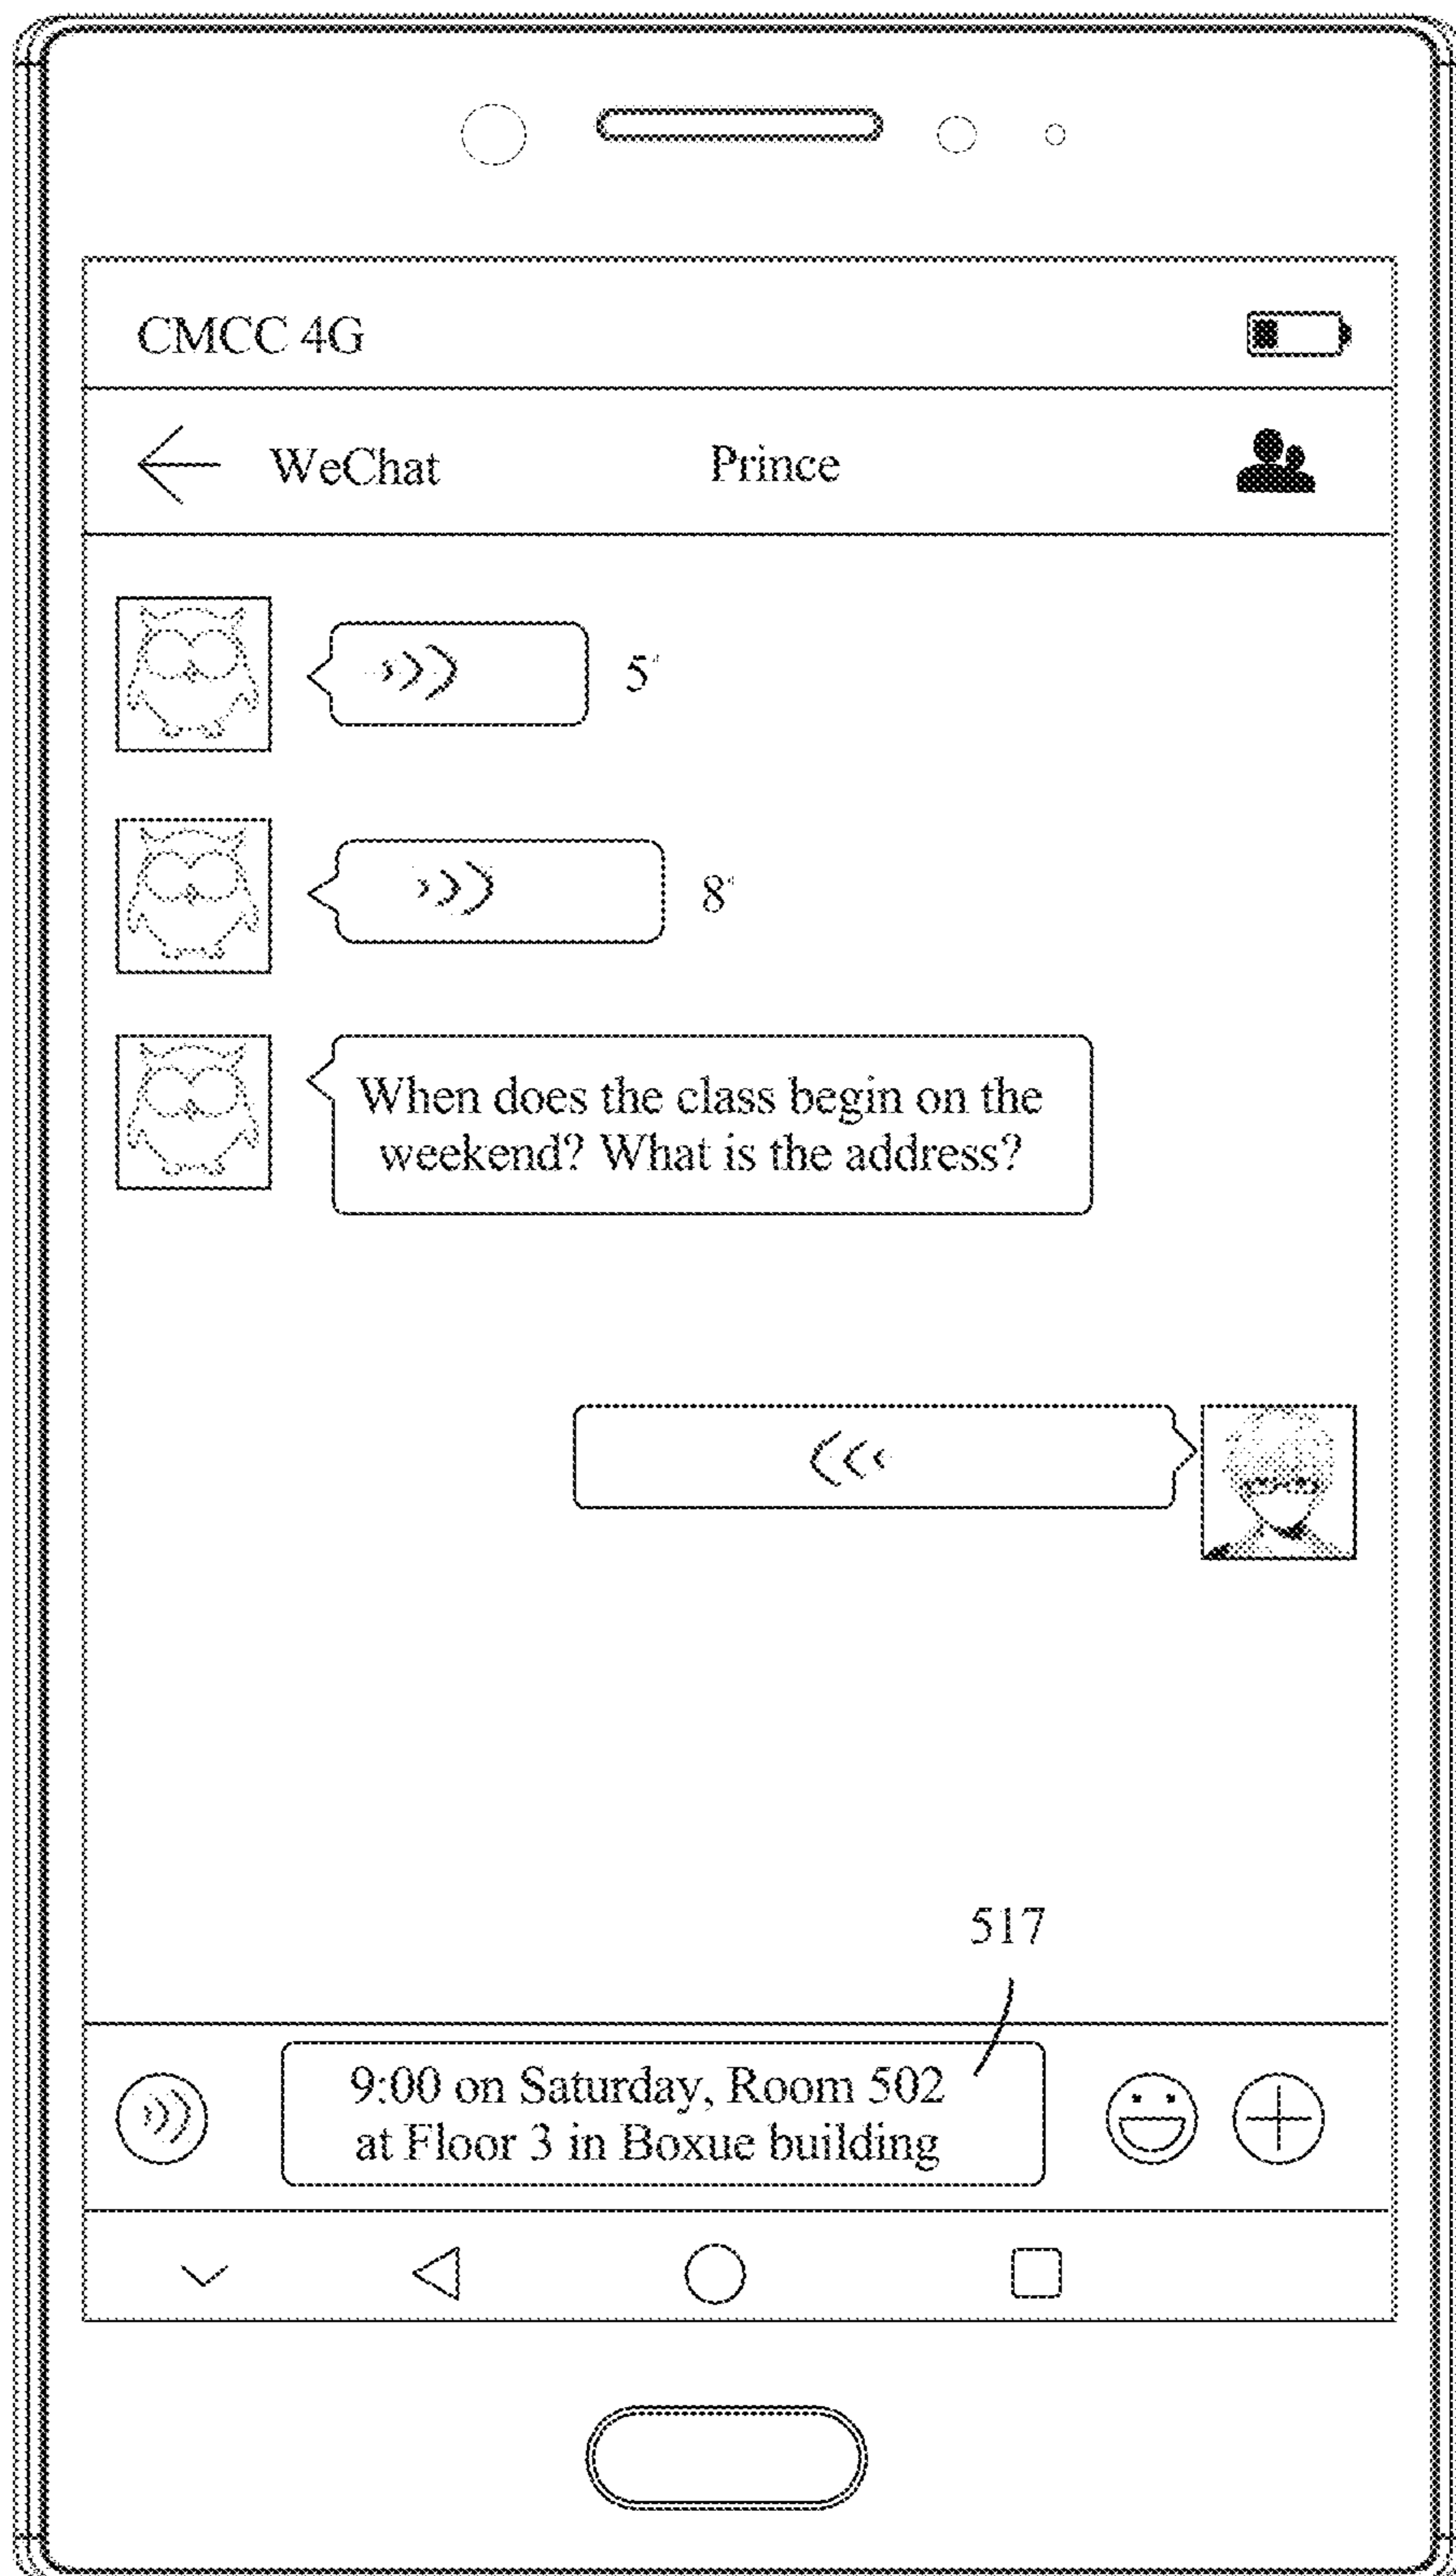 CMCC 4G
WeChat Prince
5"
8"
When does the class begin on the
weekend? What is the address?
517
9:00 on Saturday, Room 502
at Floor 3 in Boxue building